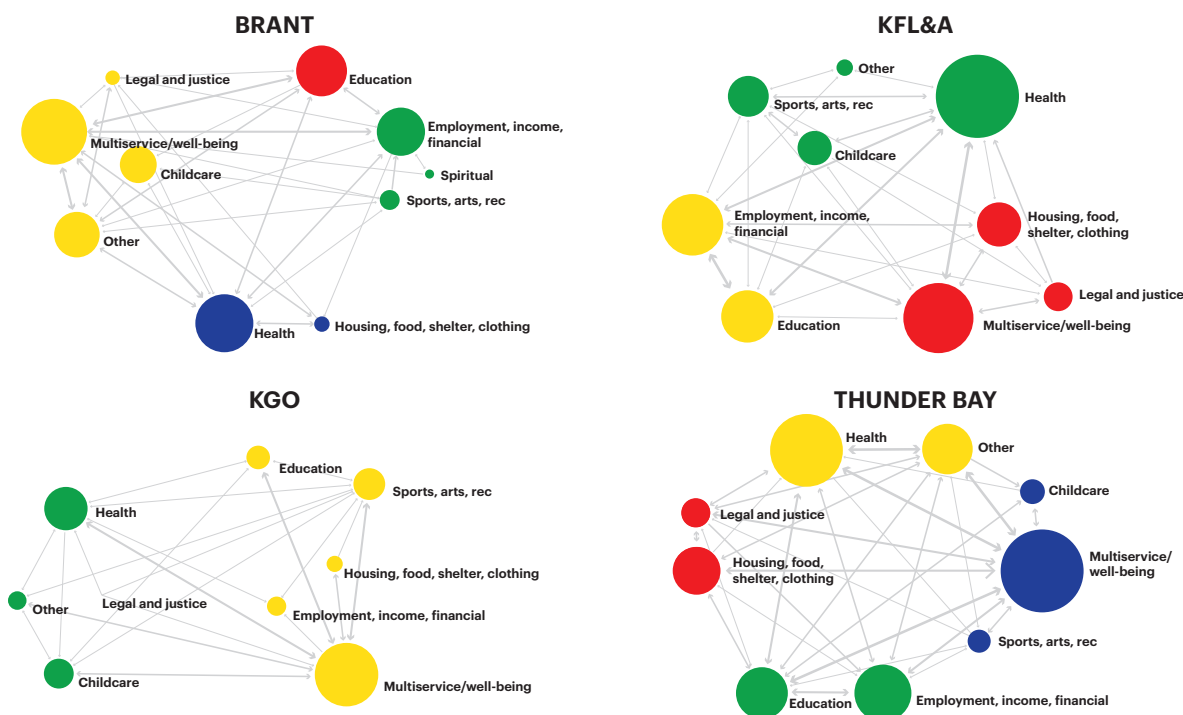 BRANT
Legal and justice
Education
Employment, income,
financial
Multiservice/well-being
Childcare
Spiritual
Sports, arts, rec
Other
Health
Housing, food, shelter, clothing
KFL&A
Other
Sports, arts, rec
Health
Childcare
Employment, income,
financial
Housing, food,
shelter, clothing
Legal and justice
Education
Multiservice/well-being
KGO
Education
Sports, arts, rec
Health
Housing, food, shelter, clothing
Legal and justice
Other
Employment, income, financial
Childcare
Multiservice/well-being
THUNDER BAY
Health
Other
Childcare
Legal and justice
Multiservice/
well-being
Housing, food,
shelter, clothing
Sports, arts, rec
Education
Employment, income, financial